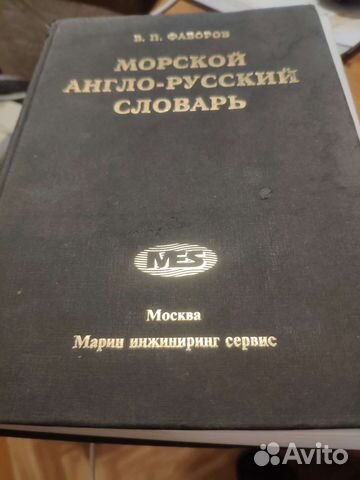 В. П. ФАВОРОВ
МОРСКОЙ
АНГЛО-РУССКИЙ
СЛОВАРЬ
MES
Москва
Марин инжиниринг сервис
Avito